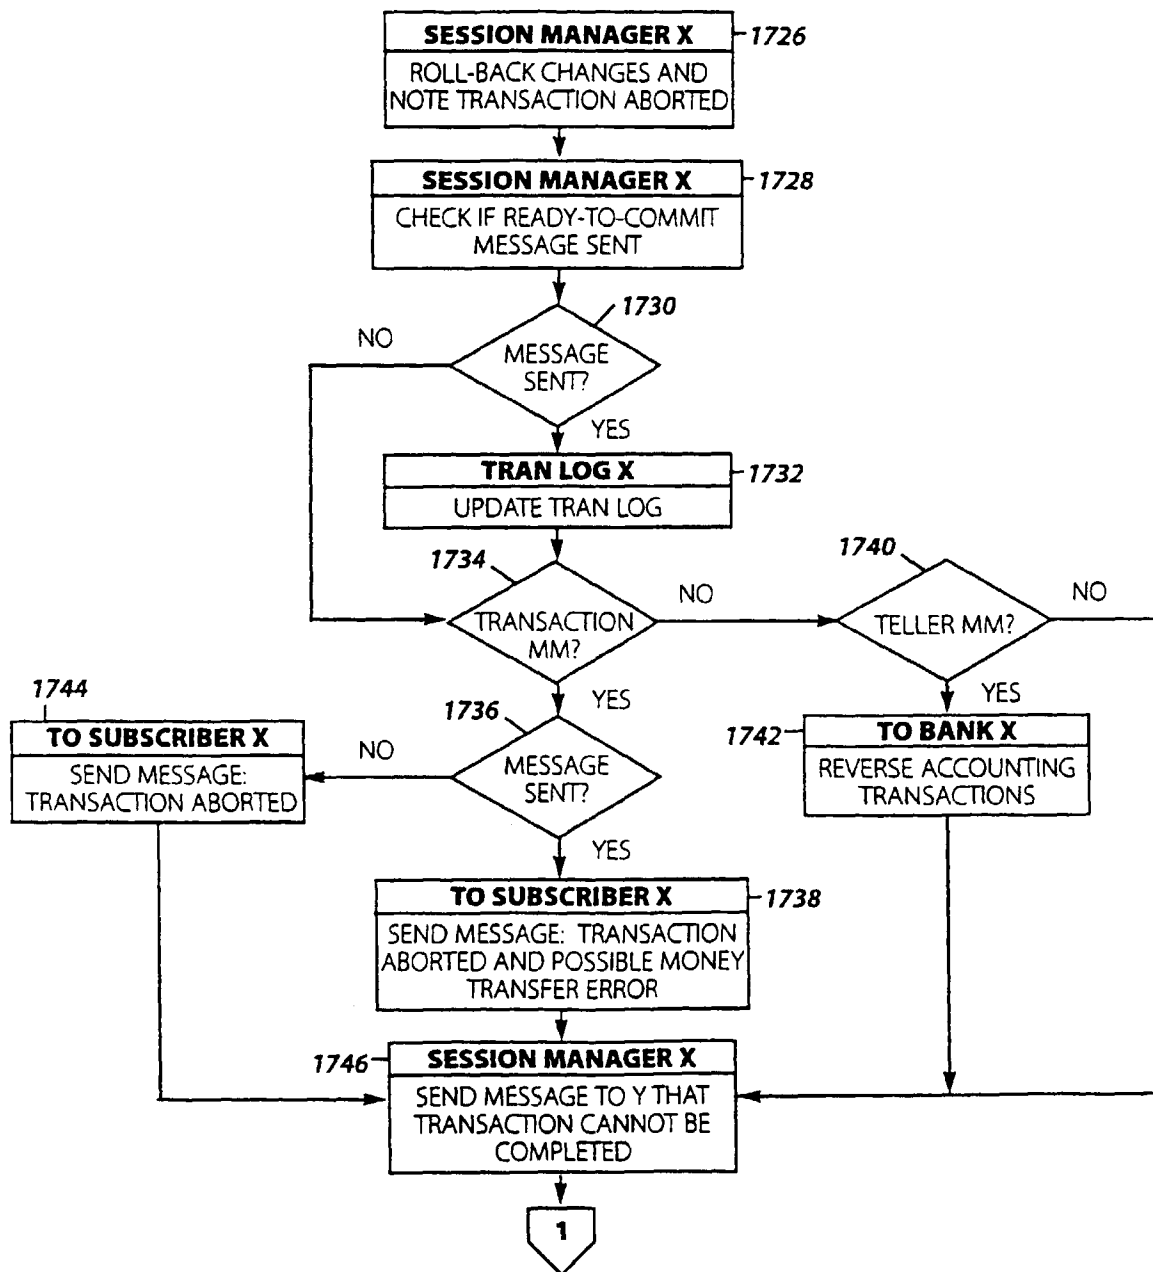 SESSION MANAGER X
1726
ROLL-BACK CHANGES AND
NOTE TRANSACTION ABORTED
SESSION MANAGER X
1728
CHECK IF READY-TO-COMMIT
MESSAGE SENT
1730
NO
MESSAGE
SENT?
YES
TRAN LOG X
1732
UPDATE TRAN LOG
1734
TRANSACTION
MM?
NO
1740
TELLER MM?
NO
YES
YES
1744
TO SUBSCRIBER X
SEND MESSAGE:
TRANSACTION ABORTED
NO
1736
MESSAGE
SENT?
YES
1742
TO BANK X
REVERSE ACCOUNTING
TRANSACTIONS
TO SUBSCRIBER X
1738
SEND MESSAGE: TRANSACTION
ABORTED AND POSSIBLE MONEY
TRANSFER ERROR
1746
SESSION MANAGER X
SEND MESSAGE TO Y THAT
TRANSACTION CANNOT BE
COMPLETED
1